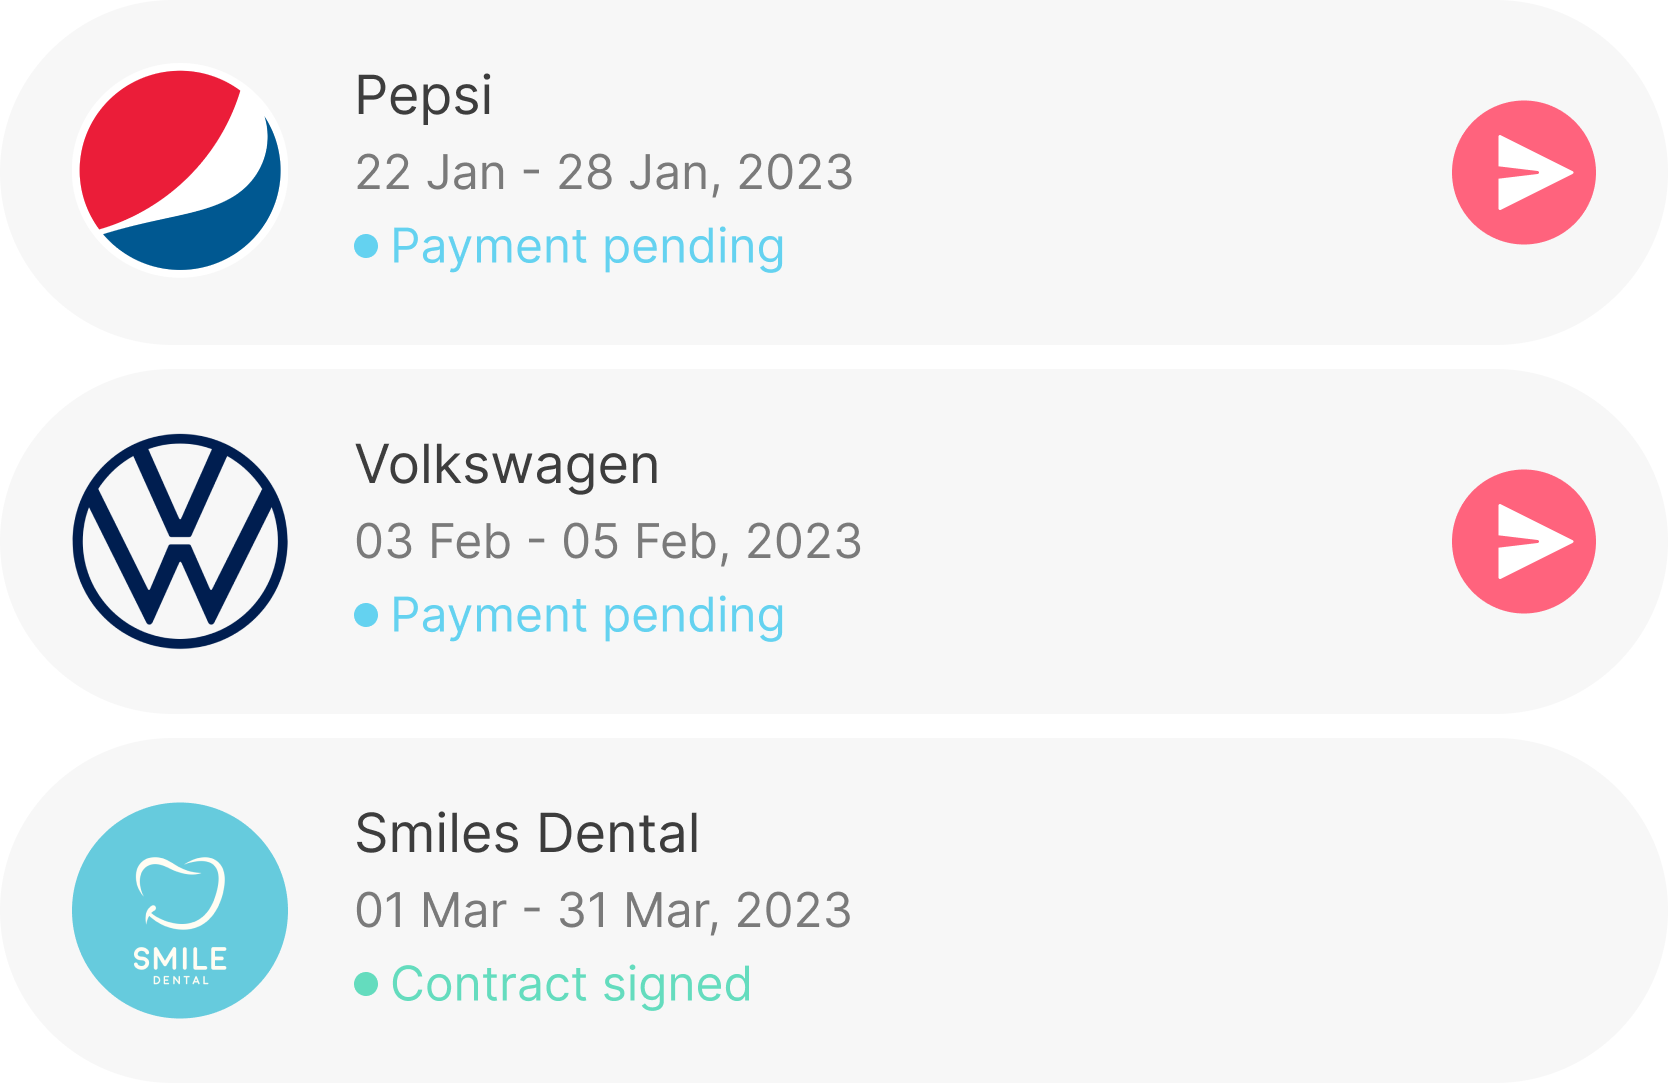 Pepsi
22 Jan - 28 Jan, 2023
Payment pending
Volkswagen
03 Feb - 05 Feb, 2023
Payment pending
Smiles Dental
01 Mar - 31 Mar, 2023
Contract signed
SMILE
DENTAL